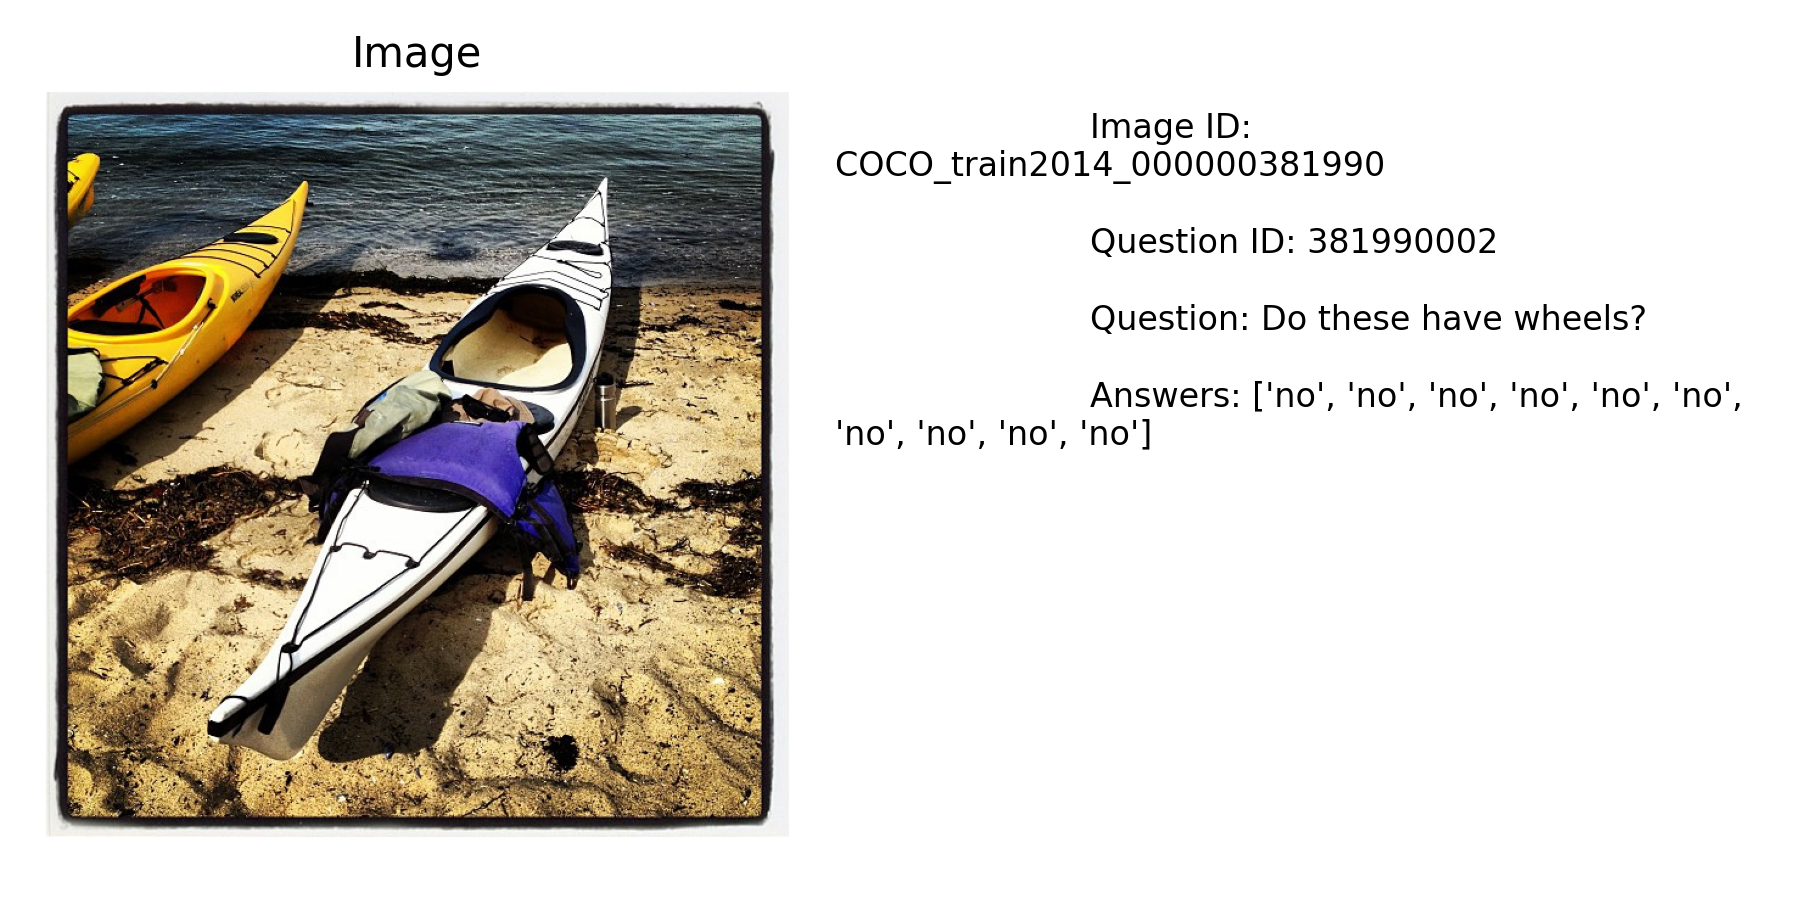 Image
Image ID:
COCO_train2014_000000381990
Question ID: 381990002
Question: Do these have wheels?
Answers: ['no', 'no', 'no', 'no', 'no', 'no',
'no', 'no', 'no', 'no']